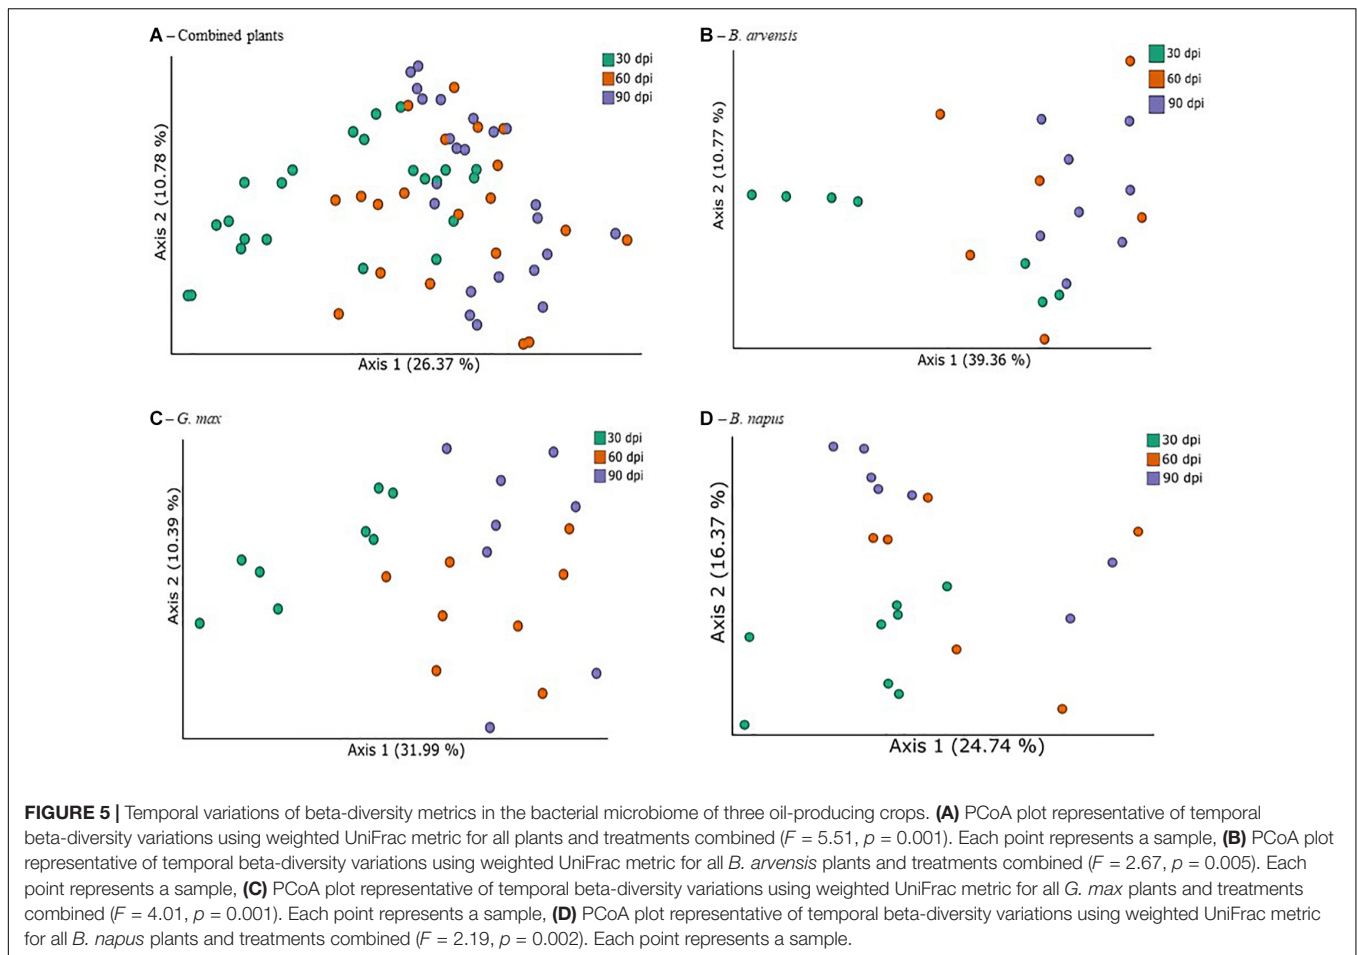 A – Combined plants
30 dpi
60 dpi
90 dpi
Axis 2 (10.78 %)
Axis 1 (26.37 %)
B – B. arvensis
30 dpi
60 dpi
90 dpi
Axis 2 (10.77 %)
Axis 1 (39.36 %)
C – G. max
30 dpi
60 dpi
90 dpi
Axis 2 (10.39 %)
Axis 1 (31.99 %)
D – B. napus
30 dpi
60 dpi
90 dpi
Axis 2 (16.37 %)
Axis 1 (24.74 %)
FIGURE 5 | Temporal variations of beta-diversity metrics in the bacterial microbiome of three oil-producing crops. (A) PCoA plot representative of temporal
beta-diversity variations using weighted UniFrac metric for all plants and treatments combined (F = 5.51, p = 0.001). Each point represents a sample, (B) PCoA plot
representative of temporal beta-diversity variations using weighted UniFrac metric for all B. arvensis plants and treatments combined (F = 2.67, p = 0.005). Each
point represents a sample, (C) PCoA plot representative of temporal beta-diversity variations using weighted UniFrac metric for all G. max plants and treatments
combined (F = 4.01, p = 0.001). Each point represents a sample, (D) PCoA plot representative of temporal beta-diversity variations using weighted UniFrac metric
for all B. napus plants and treatments combined (F = 2.19, p = 0.002). Each point represents a sample.